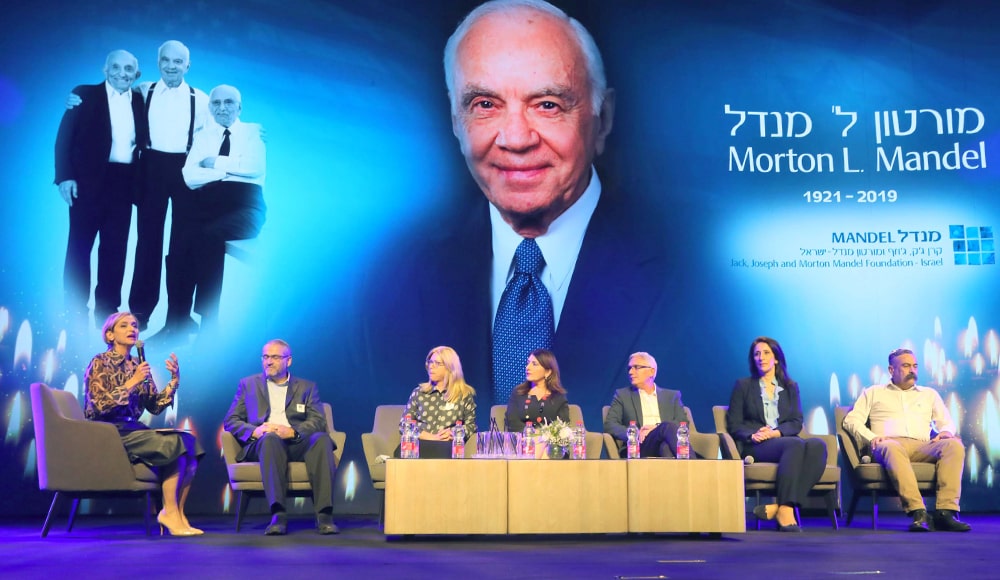 מורטון ל' מנדל
Morton L. Mandel
1921 – 2019
MANDEL מנדל
קרן ג'ק, ג'וזף ומורטון מנדל-ישראל
Jack, Joseph and Morton Mandel Foundation - Israel